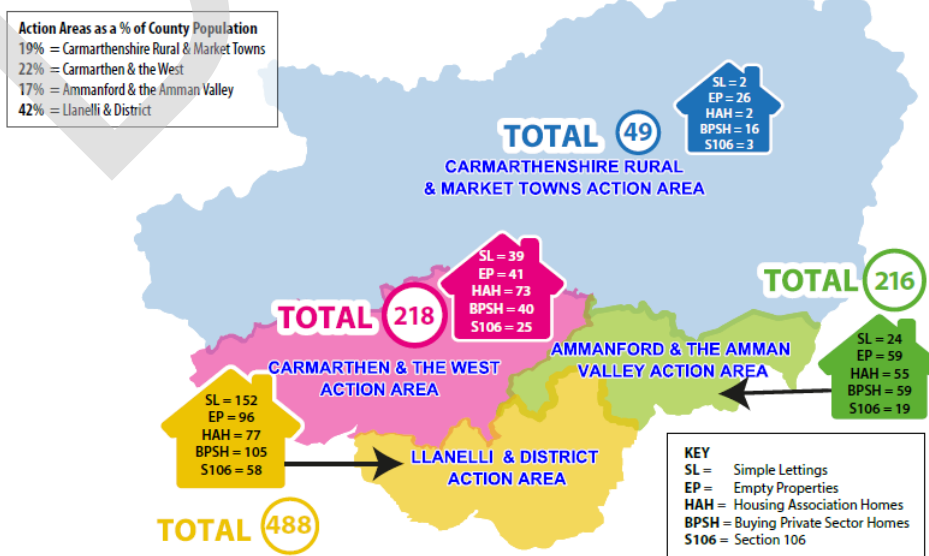 Action Areas as a % of County Population
19% = Carmarthenshire Rural & Market Towns
22% = Carmarthen & the West
17% = Ammanford & the Amman Valley
42% = Llanelli & District
SL = 2
EP = 26
HAH = 2
BPSH = 16
S106 = 3
TOTAL 49
CARMARTHENSHIRE RURAL
& MARKET TOWNS ACTION AREA
SL = 39
EP = 41
HAH = 73
BPSH = 40
S106 = 25
TOTAL 218
CARMARTHEN & THE WEST
ACTION AREA
TOTAL 216
SL = 24
EP = 59
HAH = 55
BPSH = 59
S106 = 19
AMMANFORD & THE AMMAN
VALLEY ACTION AREA
SL = 152
EP = 96
HAH = 77
BPSH = 105
S106 = 58
LLANELLI & DISTRICT
ACTION AREA
TOTAL 488
KEY
SL = Simple Lettings
EP = Empty Properties
HAH = Housing Association Homes
BPSH = Buying Private Sector Homes
S106 = Section 106